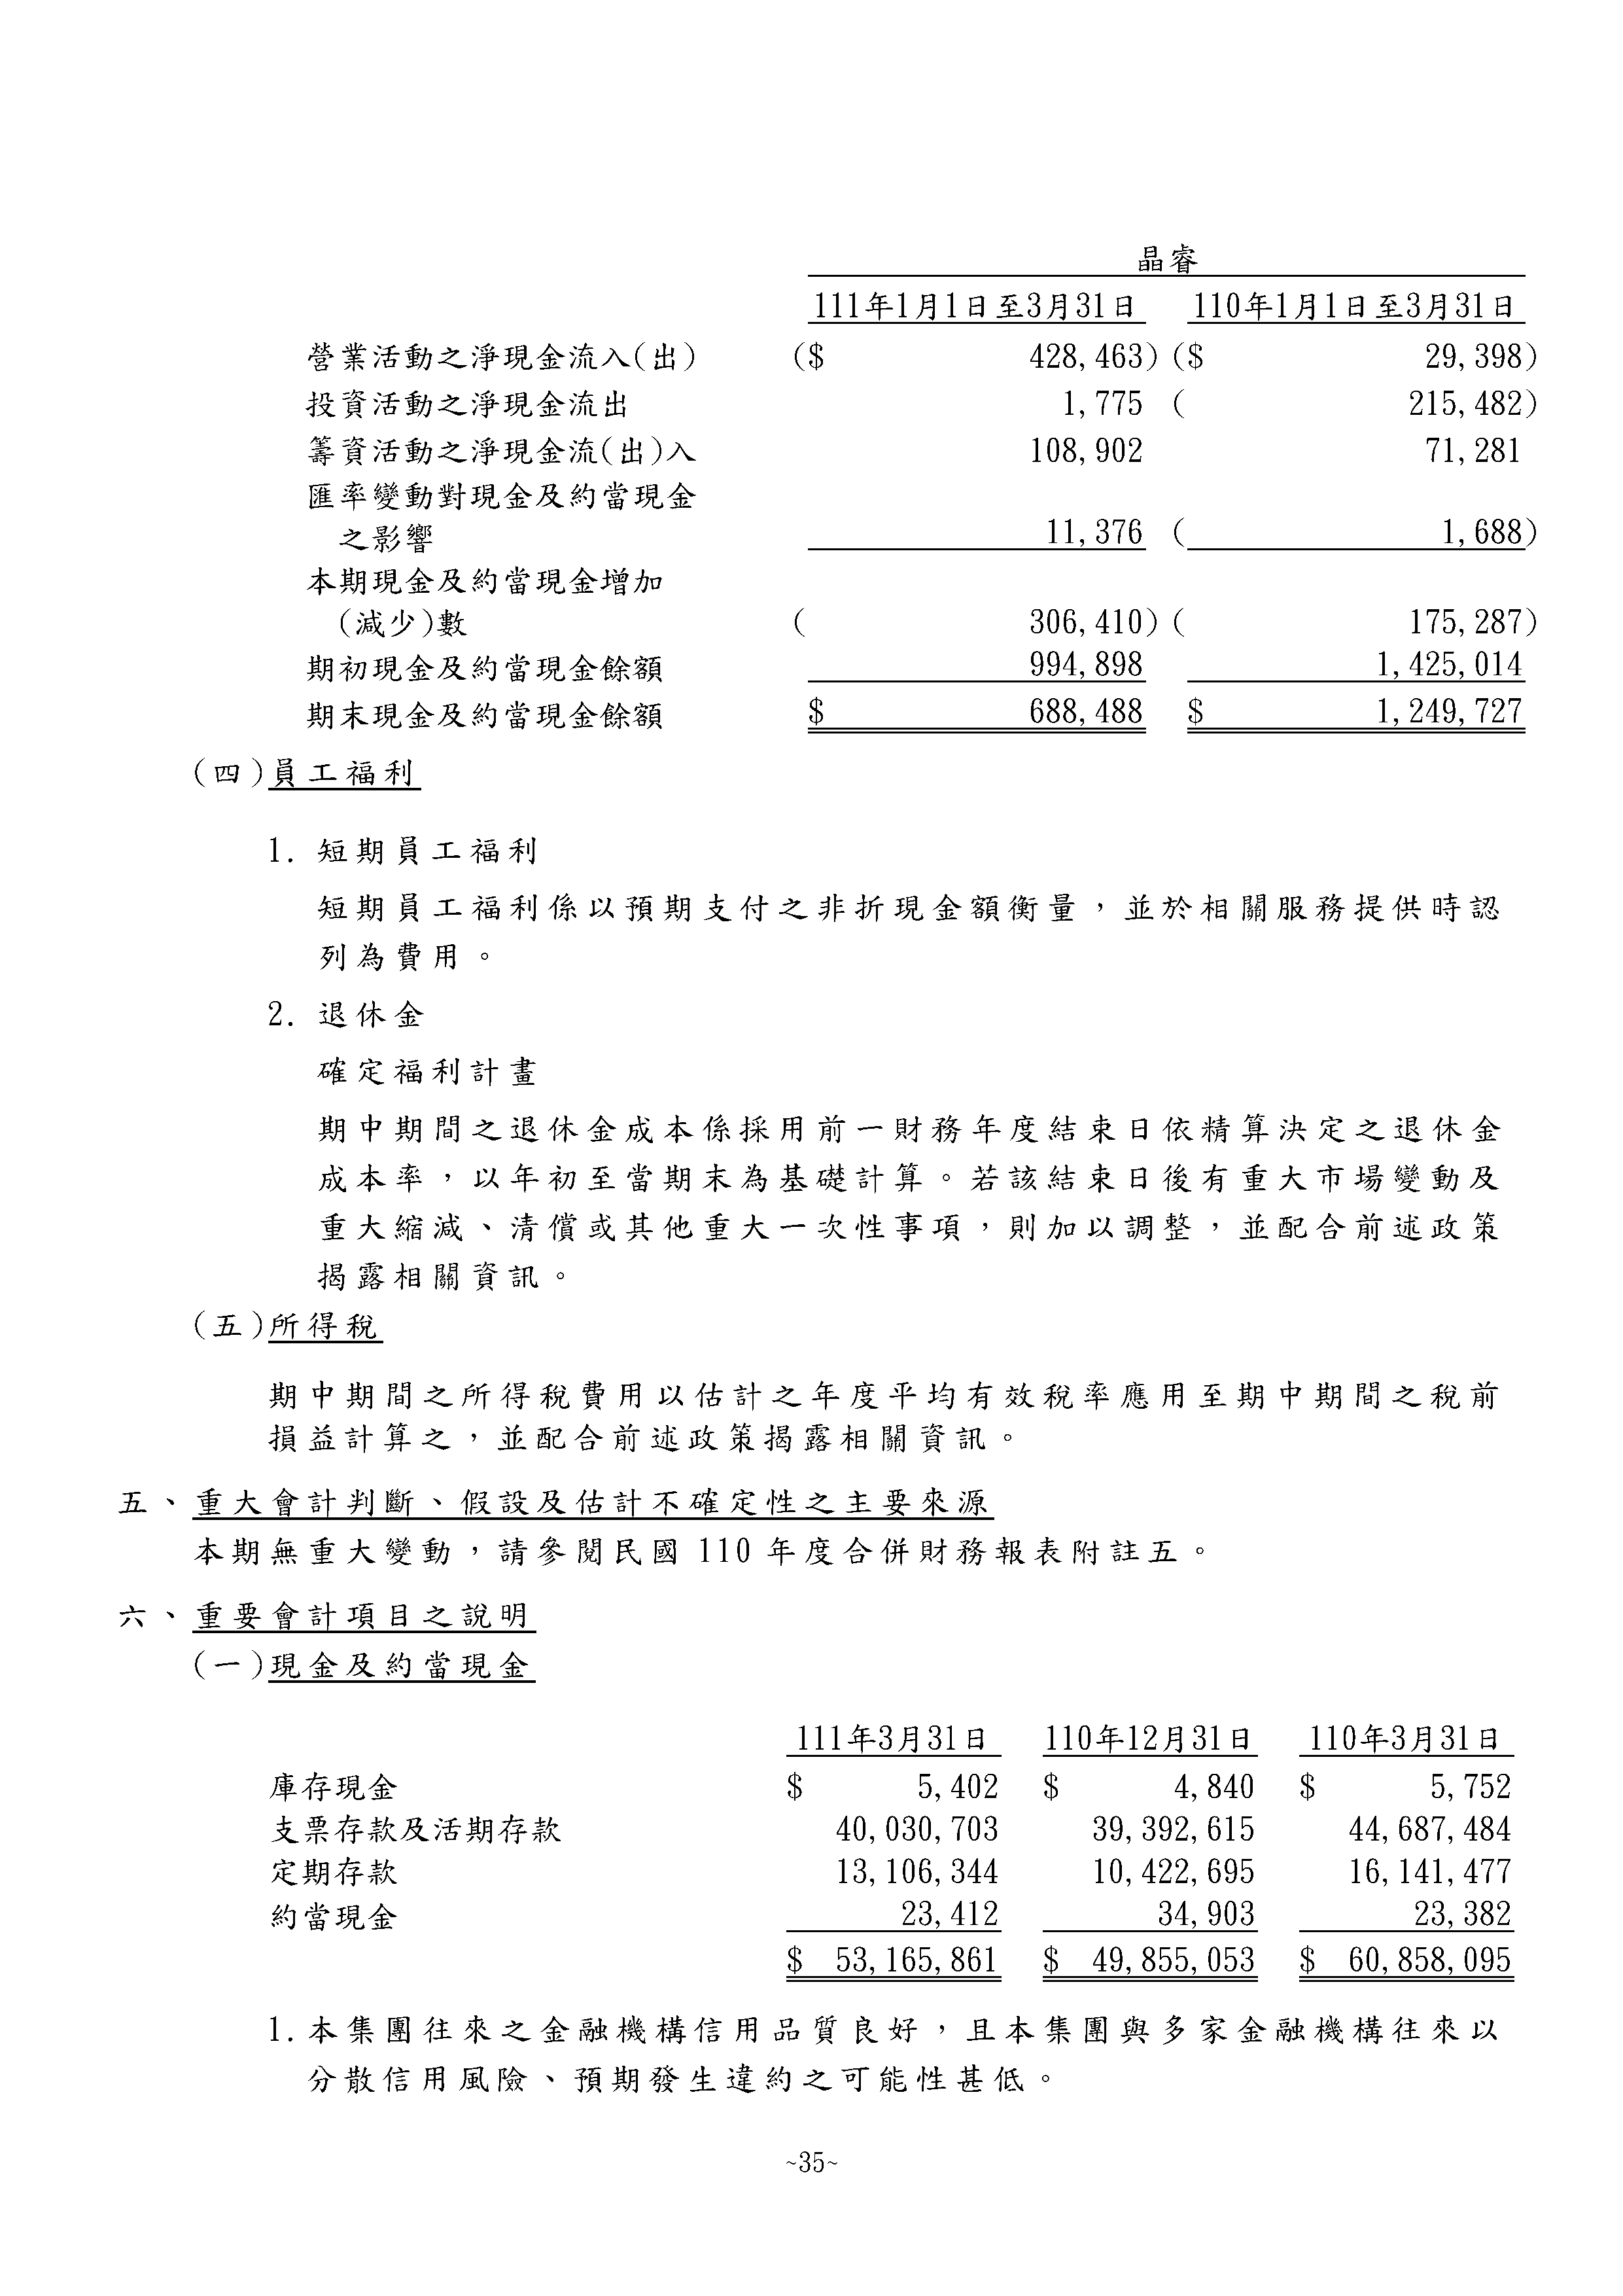 晶睿
111年1月1日至3月31日 110年1月1日至3月31日
營業活動之淨現金流入(出) ($ 428,463) ($ 29,398)
投資活動之淨現金流出 1,775 ( 215,482)
籌資活動之淨現金流(出)入 108,902 71,281
匯率變動對現金及約當現金
之影響 11,376 ( 1,688)
本期現金及約當現金增加
(減少)數 ( 306,410) ( 175,287)
期初現金及約當現金餘額 994,898 1,425,014
期末現金及約當現金餘額 $ 688,488 $ 1,249,727
(四)員工福利
1. 短期員工福利
短期員工福利係以預期支付之非折現金額衡量，並於相關服務提供時認
列為費用。
2. 退休金
確定福利計畫
期中期間之退休金成本係採用前一財務年度結束日依精算決定之退休金
成本率，以年初至當期末為基礎計算。若該結束日後有重大市場變動及
重大縮減、清償或其他重大一次性事項，則加以調整，並配合前述政策
揭露相關資訊。
(五)所得稅
期中期間之所得稅費用以估計之年度平均有效稅率應用至期中期間之稅前
損益計算之，並配合前述政策揭露相關資訊。
五、重大會計判斷、假設及估計不確定性之主要來源
本期無重大變動，請參閱民國 110 年度合併財務報表附註五。
六、重要會計項目之說明
(一)現金及約當現金
111年3月31日 110年12月31日 110年3月31日
庫存現金 $ 5,402 $ 4,840 $ 5,752
支票存款及活期存款 40,030,703 39,392,615 44,687,484
定期存款 13,106,344 10,422,695 16,141,477
約當現金 23,412 34,903 23,382
$ 53,165,861 $ 49,855,053 $ 60,858,095
1. 本集團往來之金融機構信用品質良好，且本集團與多家金融機構往來以
分散信用風險、預期發生違約之可能性甚低。
~35~